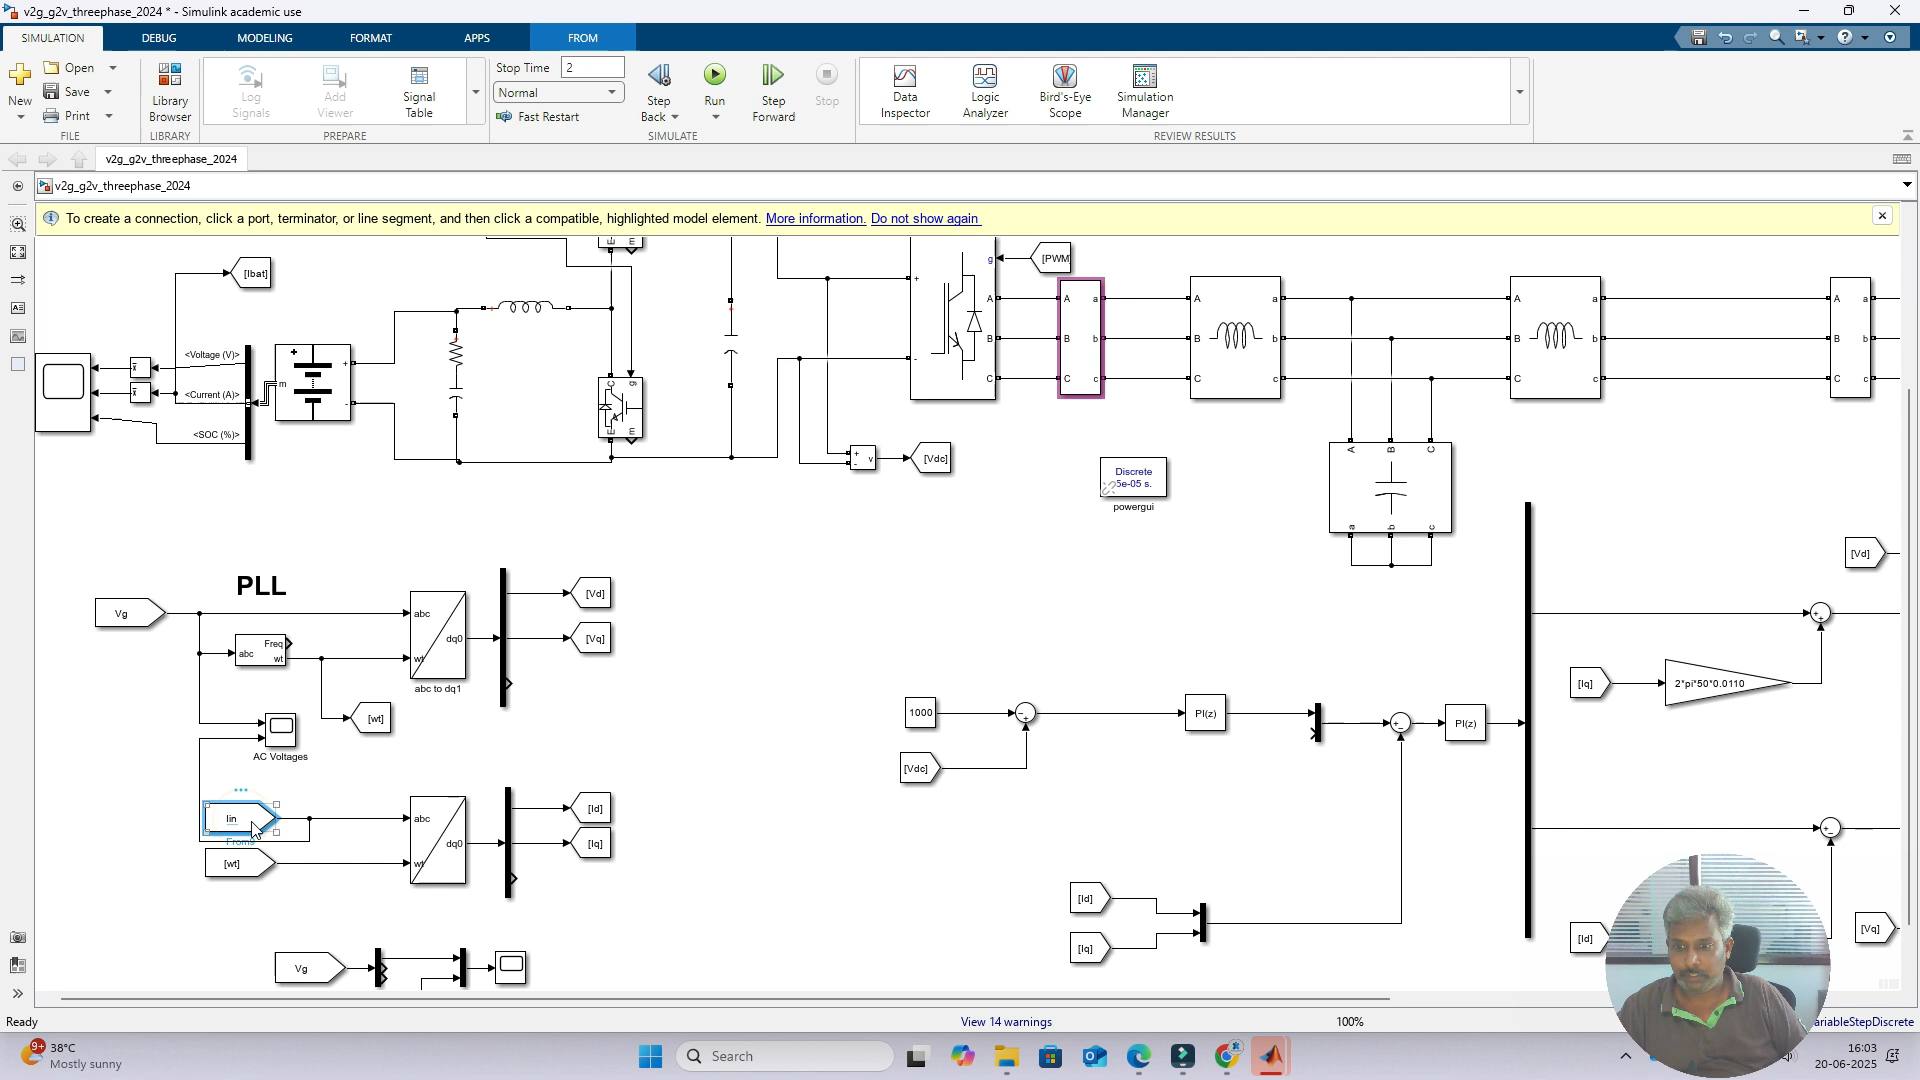 v2g_g2v_threephase_2024 * - Simulink academic use
SIMULATION DEBUG MODELING FORMAT APPS FROM
New
Open
Save
Print
FILE
Library Browser
LIBRARY
Log Signals
Add Viewer
Signal Table
PREPARE
Stop Time 2
Normal
Fast Restart
Step Back
Run
Step Forward
Stop
SIMULATE
Data Inspector
Logic Analyzer
Bird's-Eye Scope
Simulation Manager
REVIEW RESULTS
v2g_g2v_threephase_2024
v2g_g2v_threephase_2024
To create a connection, click a port, terminator, or line segment, and then click a compatible, highlighted model element. More information. Do not show again
[Ibat]
<Voltage (V)>
<Current (A)>
<SOC (%)>
m
+
-
E m
C g
E m
g
[PWM
+
-
A
B
C
A a
B b
C c
A a
B b
C c
A a
B b
C c
A a
B b
C c
+
-
v
[Vdc]
Discrete
5e-05 s.
powergui
A B C
a b c
[Vd]
PLL
Vg
abc
Freq
wt
abc
dq0
wt
abc to dq1
[Vd]
[Vq]
[wt]
AC Voltages
Iin
From8
[wt]
abc
dq0
wt
[Id]
[Iq]
1000
[Vdc]
PI(z)
PI(z)
[Iq]
2*pi*50*0.0110
[Id]
[Iq]
[Id]
[Vq]
Vg
Ready
View 14 warnings
100%
ariableStepDiscrete
9+
38°C
Mostly sunny
Search
16:03
20-06-2025